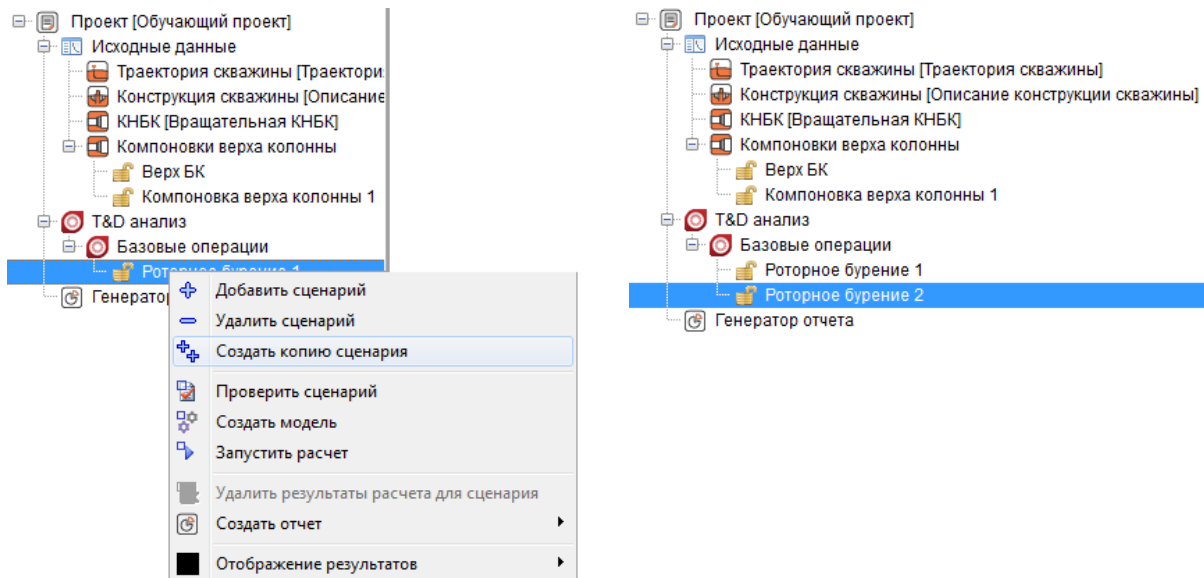 Проект [Обучающий проект]
Исходные данные
Траектория скважины [Траектори
Конструкция скважины [Описание
КНБК [Вращательная КНБК]
Компоновки верха колонны
Верх БК
Компоновка верха колонны 1
T&D анализ
Базовые операции
Роторное бурение 1
Генератор
Добавить сценарий
Удалить сценарий
Создать копию сценария
Проверить сценарий
Создать модель
Запустить расчет
Удалить результаты расчета для сценария
Создать отчет
Отображение результатов
Проект [Обучающий проект]
Исходные данные
Траектория скважины [Траектория скважины]
Конструкция скважины [Описание конструкции скважины]
КНБК [Вращательная КНБК]
Компоновки верха колонны
Верх БК
Компоновка верха колонны 1
T&D анализ
Базовые операции
Роторное бурение 1
Роторное бурение 2
Генератор отчета